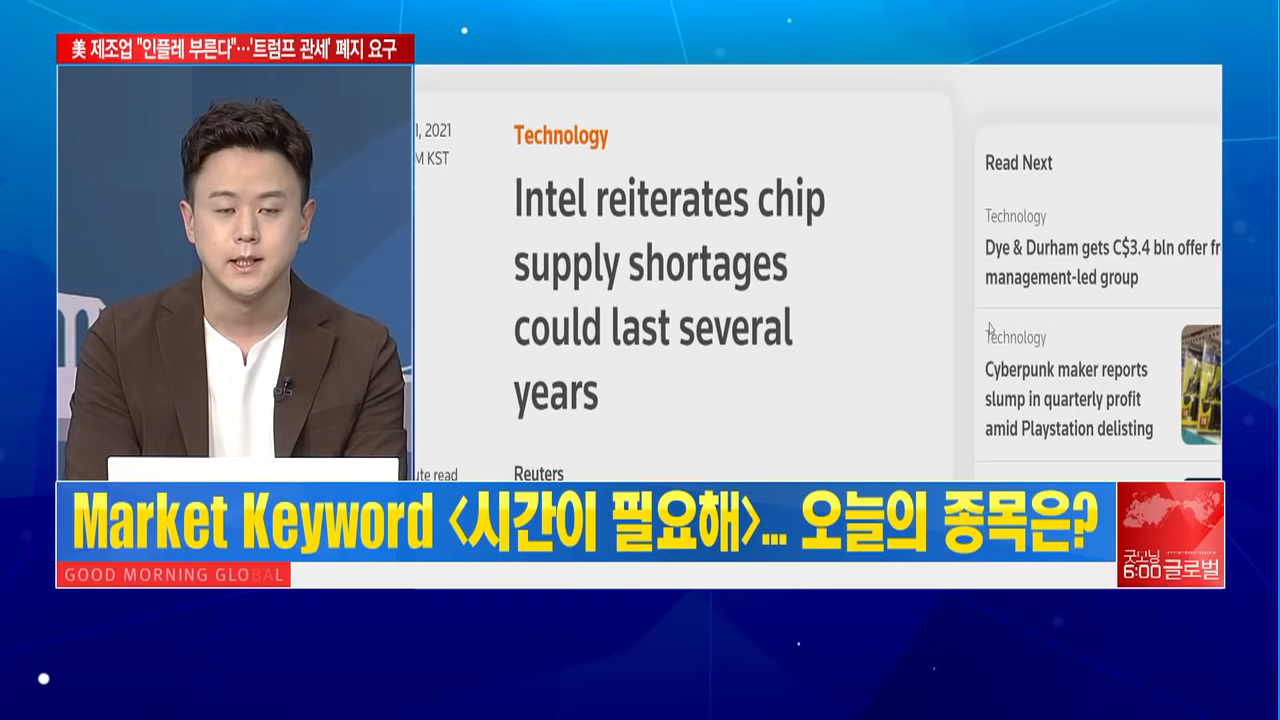 美 제조업 "인플레 부른다"…'트럼프 관세' 폐지 요구
1, 2021
M KST
Technology
Intel reiterates chip
supply shortages
could last several
years
ute read
Reuters
Read Next
Technology
Dye & Durham gets C$3.4 bln offer fr
management-led group
Technology
Cyberpunk maker reports
slump in quarterly profit
amid Playstation delisting
Market Keyword <시간이 필요해>... 오늘의 종목은?
GOOD MORNING GLOBAL
굿모닝
6:00 글로벌